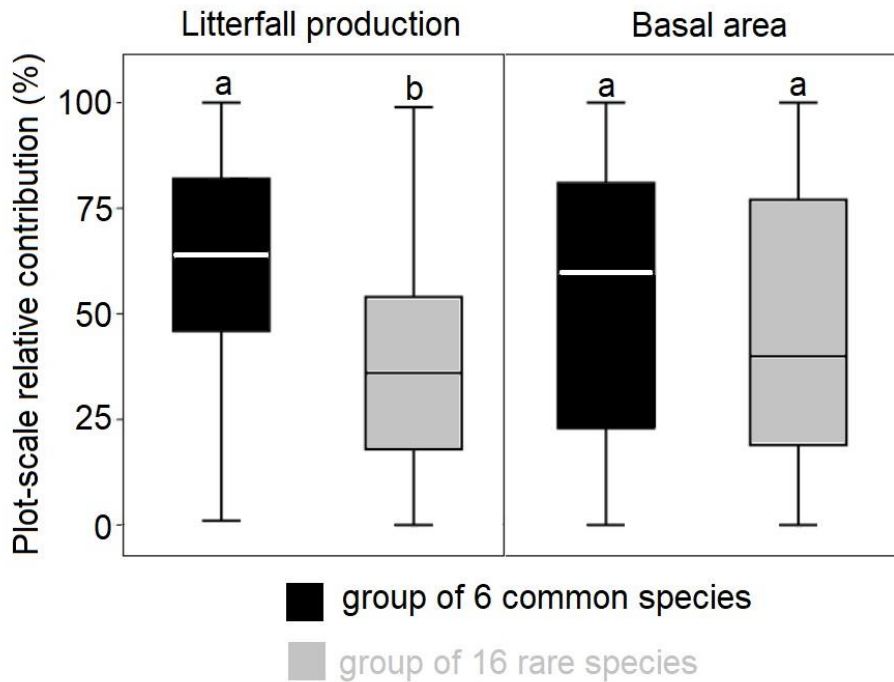 Litterfall production
Basal area
Plot-scale relative contribution (%)
a
b
a
a
100
75
50
25
0
group of 6 common species
group of 16 rare species